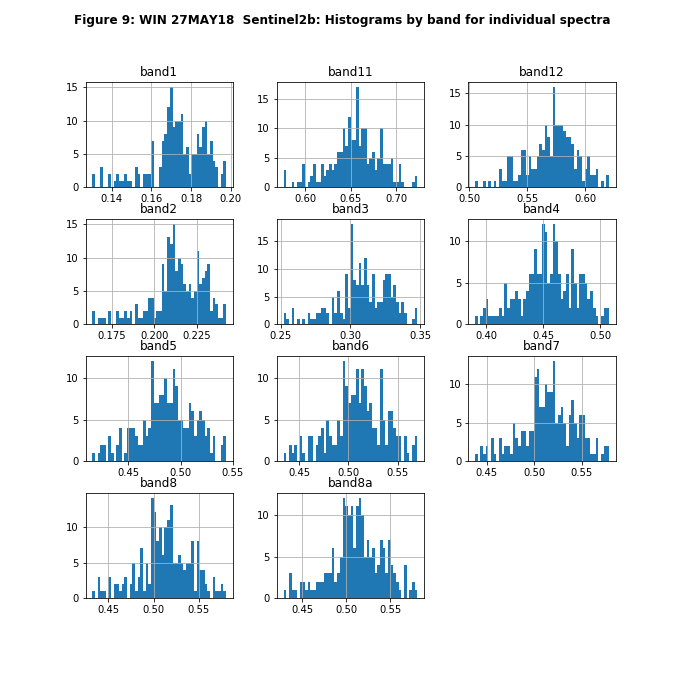 Figure 9: WIN 27MAY18  Sentinel2b: Histograms by band for individual spectra
band1 band11 band12
15 10 5 0 15 10 5 0 15 10 5 0
0.14 0.16 0.18 0.20 0.60 0.65 0.70 0.50 0.55 0.60
band2 band3 band4
15 10 5 0 15 10 5 0 10 5 0
0.175 0.200 0.225 0.25 0.30 0.35 0.40 0.45 0.50
band5 band6 band7
10 5 0 10 5 0 10 5 0
0.45 0.50 0.55 0.45 0.50 0.55 0.45 0.50 0.55
band8 band8a
10 5 0 10 5 0
0.45 0.50 0.55 0.45 0.50 0.55